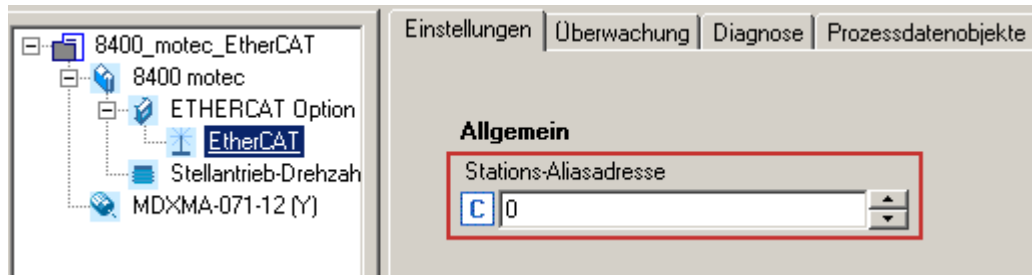 8400_motec_EtherCAT
8400 motec
ETHERCAT Option
EtherCAT
Stellantrieb-Drehzah
MDXMA-071-12 (Y)
Einstellungen Überwachung Diagnose Prozessdatenobjekte
Allgemein
Stations-Aliasadresse
C 0